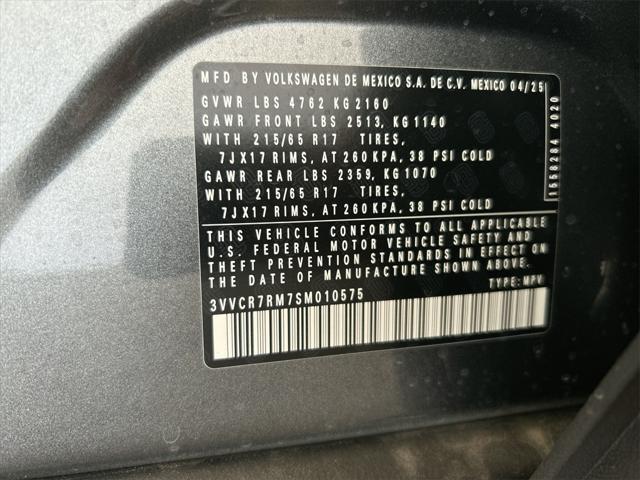 MFD BY VOLKSWAGEN DE MEXICO S.A. DE C.V. MEXICO 04/25
GVWR LBS 4762 KG 2160
GAWR FRONT LBS 2513, KG 1140
WITH 215/65 R17 TIRES,
7JX17 RIMS, AT 260 KPA, 38 PSI COLD
GAWR REAR LBS 2359, KG 1070
WITH 215/65 R17 TIRES,
7JX17 RIMS, AT 260 KPA, 38 PSI COLD
THIS VEHICLE CONFORMS TO ALL APPLICABLE
U.S. FEDERAL MOTOR VEHICLE SAFETY AND
THEFT PREVENTION STANDARDS IN EFFECT ON
THE DATE OF MANUFACTURE SHOWN ABOVE.
3VVCR7RM7SM010575 TYPE: MPV
1558284 4020